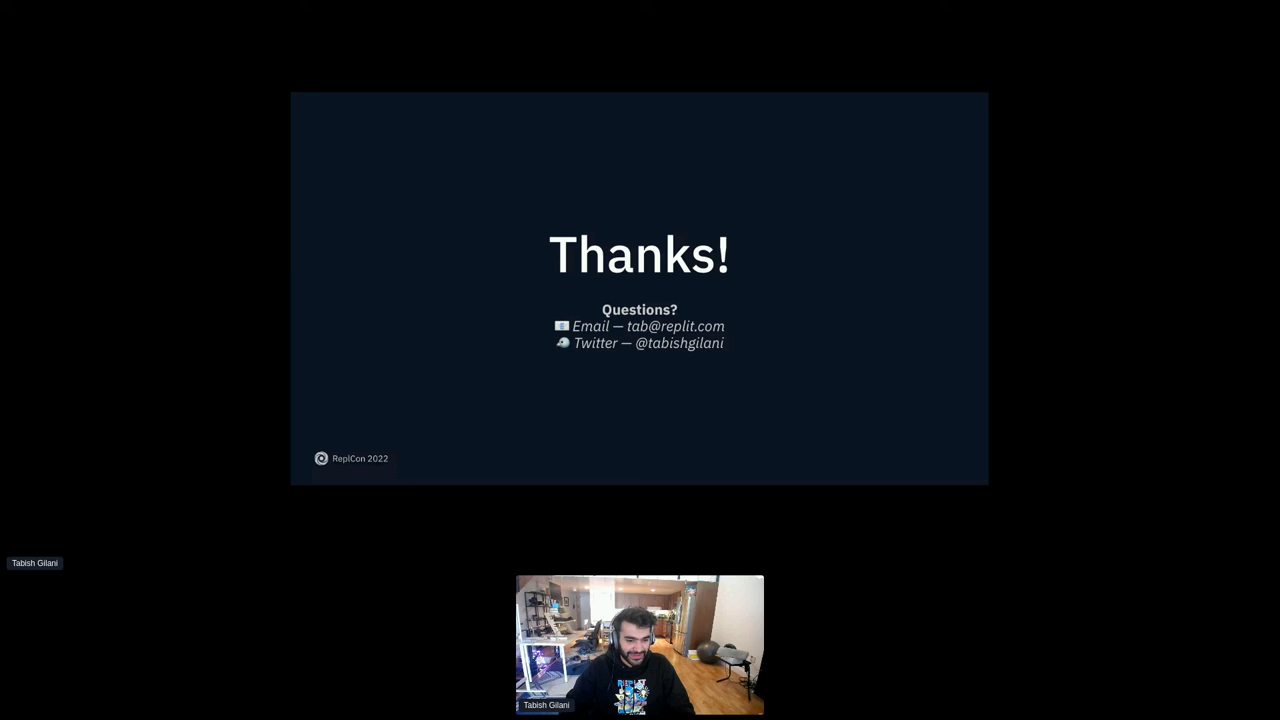 Thanks!
Questions?
📧 Email — tab@replit.com
🐦 Twitter — @tabishgilani
ReplCon 2022
Tabish Gilani
Tabish Gilani